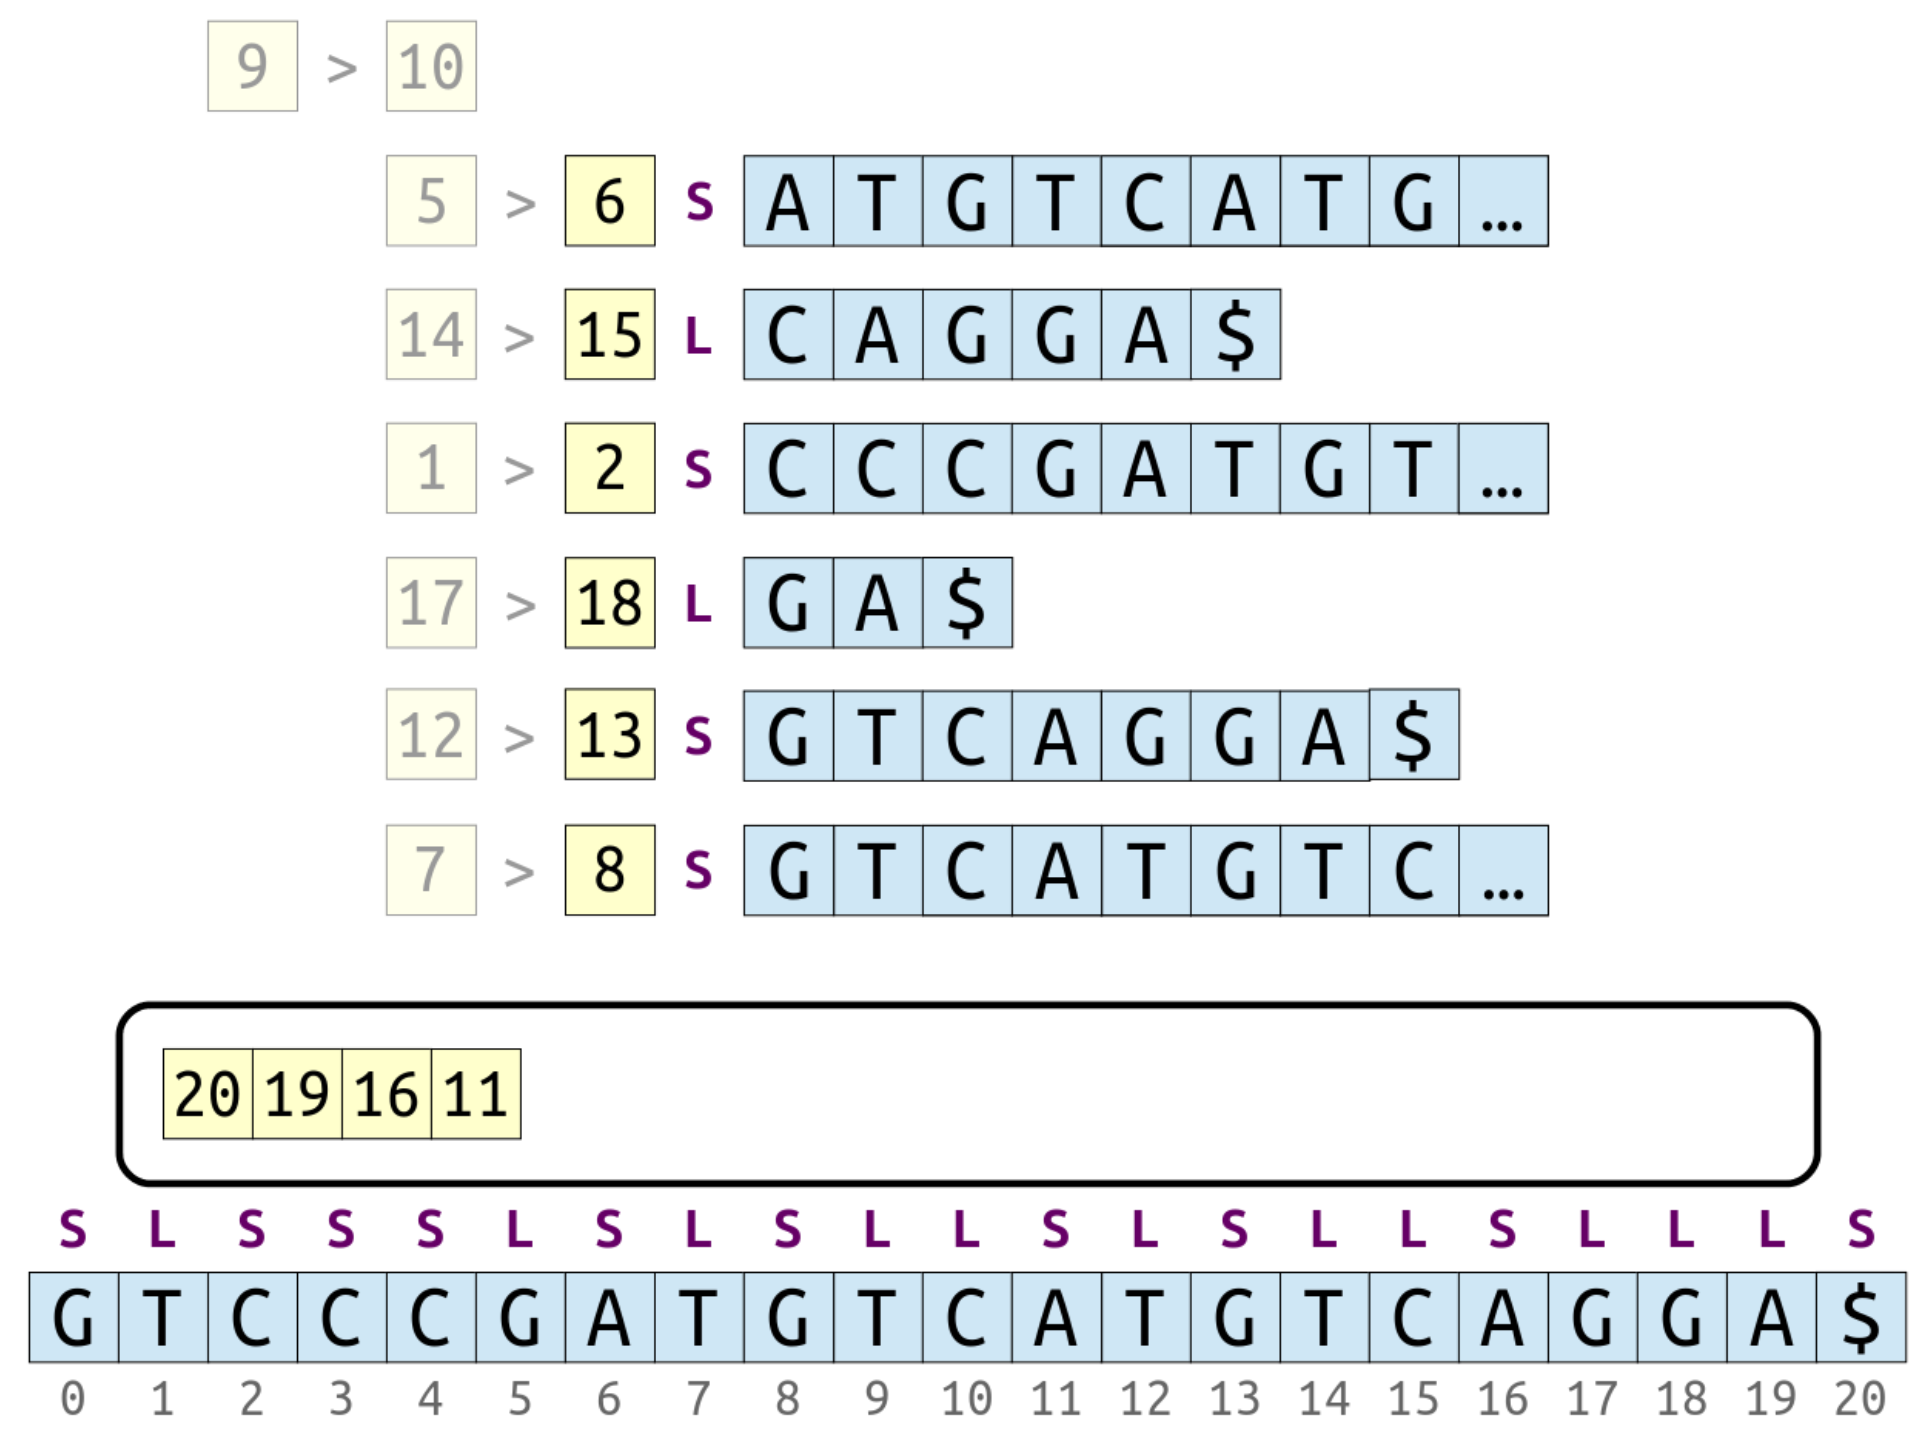 9 > 10
5 > 6 S A T G T C A T G …
14 > 15 L C A G G A $
1 > 2 S C C C G A T G T …
17 > 18 L G A $
12 > 13 S G T C A G G A $
7 > 8 S G T C A T G T C …
20 19 16 11
S L S S S L S L S L L S L S L L S L L L S
G T C C C G A T G T C A T G T C A G G A $
0 1 2 3 4 5 6 7 8 9 10 11 12 13 14 15 16 17 18 19 20